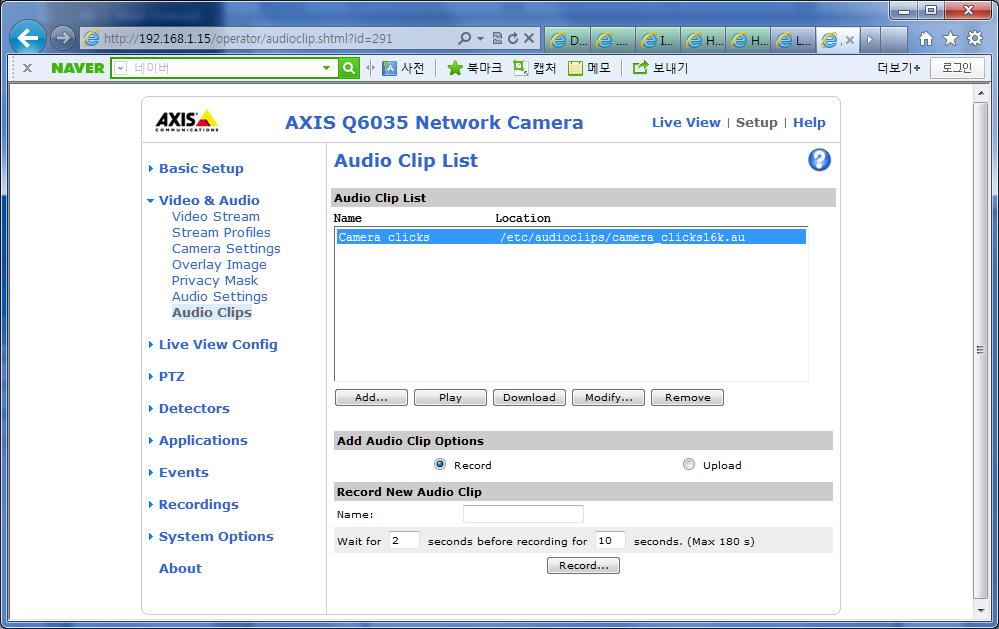 http://192.168.1.15/operator/audioclip.shtml?id=291
D...
...
I...
H...
H...
L...
X NAVER 네이버 사전 북마크 캡처 메모 보내기 더보기+ 로그인
AXIS
COMMUNICATIONS
AXIS Q6035 Network Camera
Live View | Setup | Help
Basic Setup
Video & Audio
Video Stream
Stream Profiles
Camera Settings
Overlay Image
Privacy Mask
Audio Settings
Audio Clips
Live View Config
PTZ
Detectors
Applications
Events
Recordings
System Options
About
Audio Clip List
?
Audio Clip List
Name Location
Camera clicks /etc/audioclips/camera_clicks16k.au
Add... Play Download Modify... Remove
Add Audio Clip Options
Record Upload
Record New Audio Clip
Name:
Wait for 2 seconds before recording for 10 seconds. (Max 180 s)
Record...